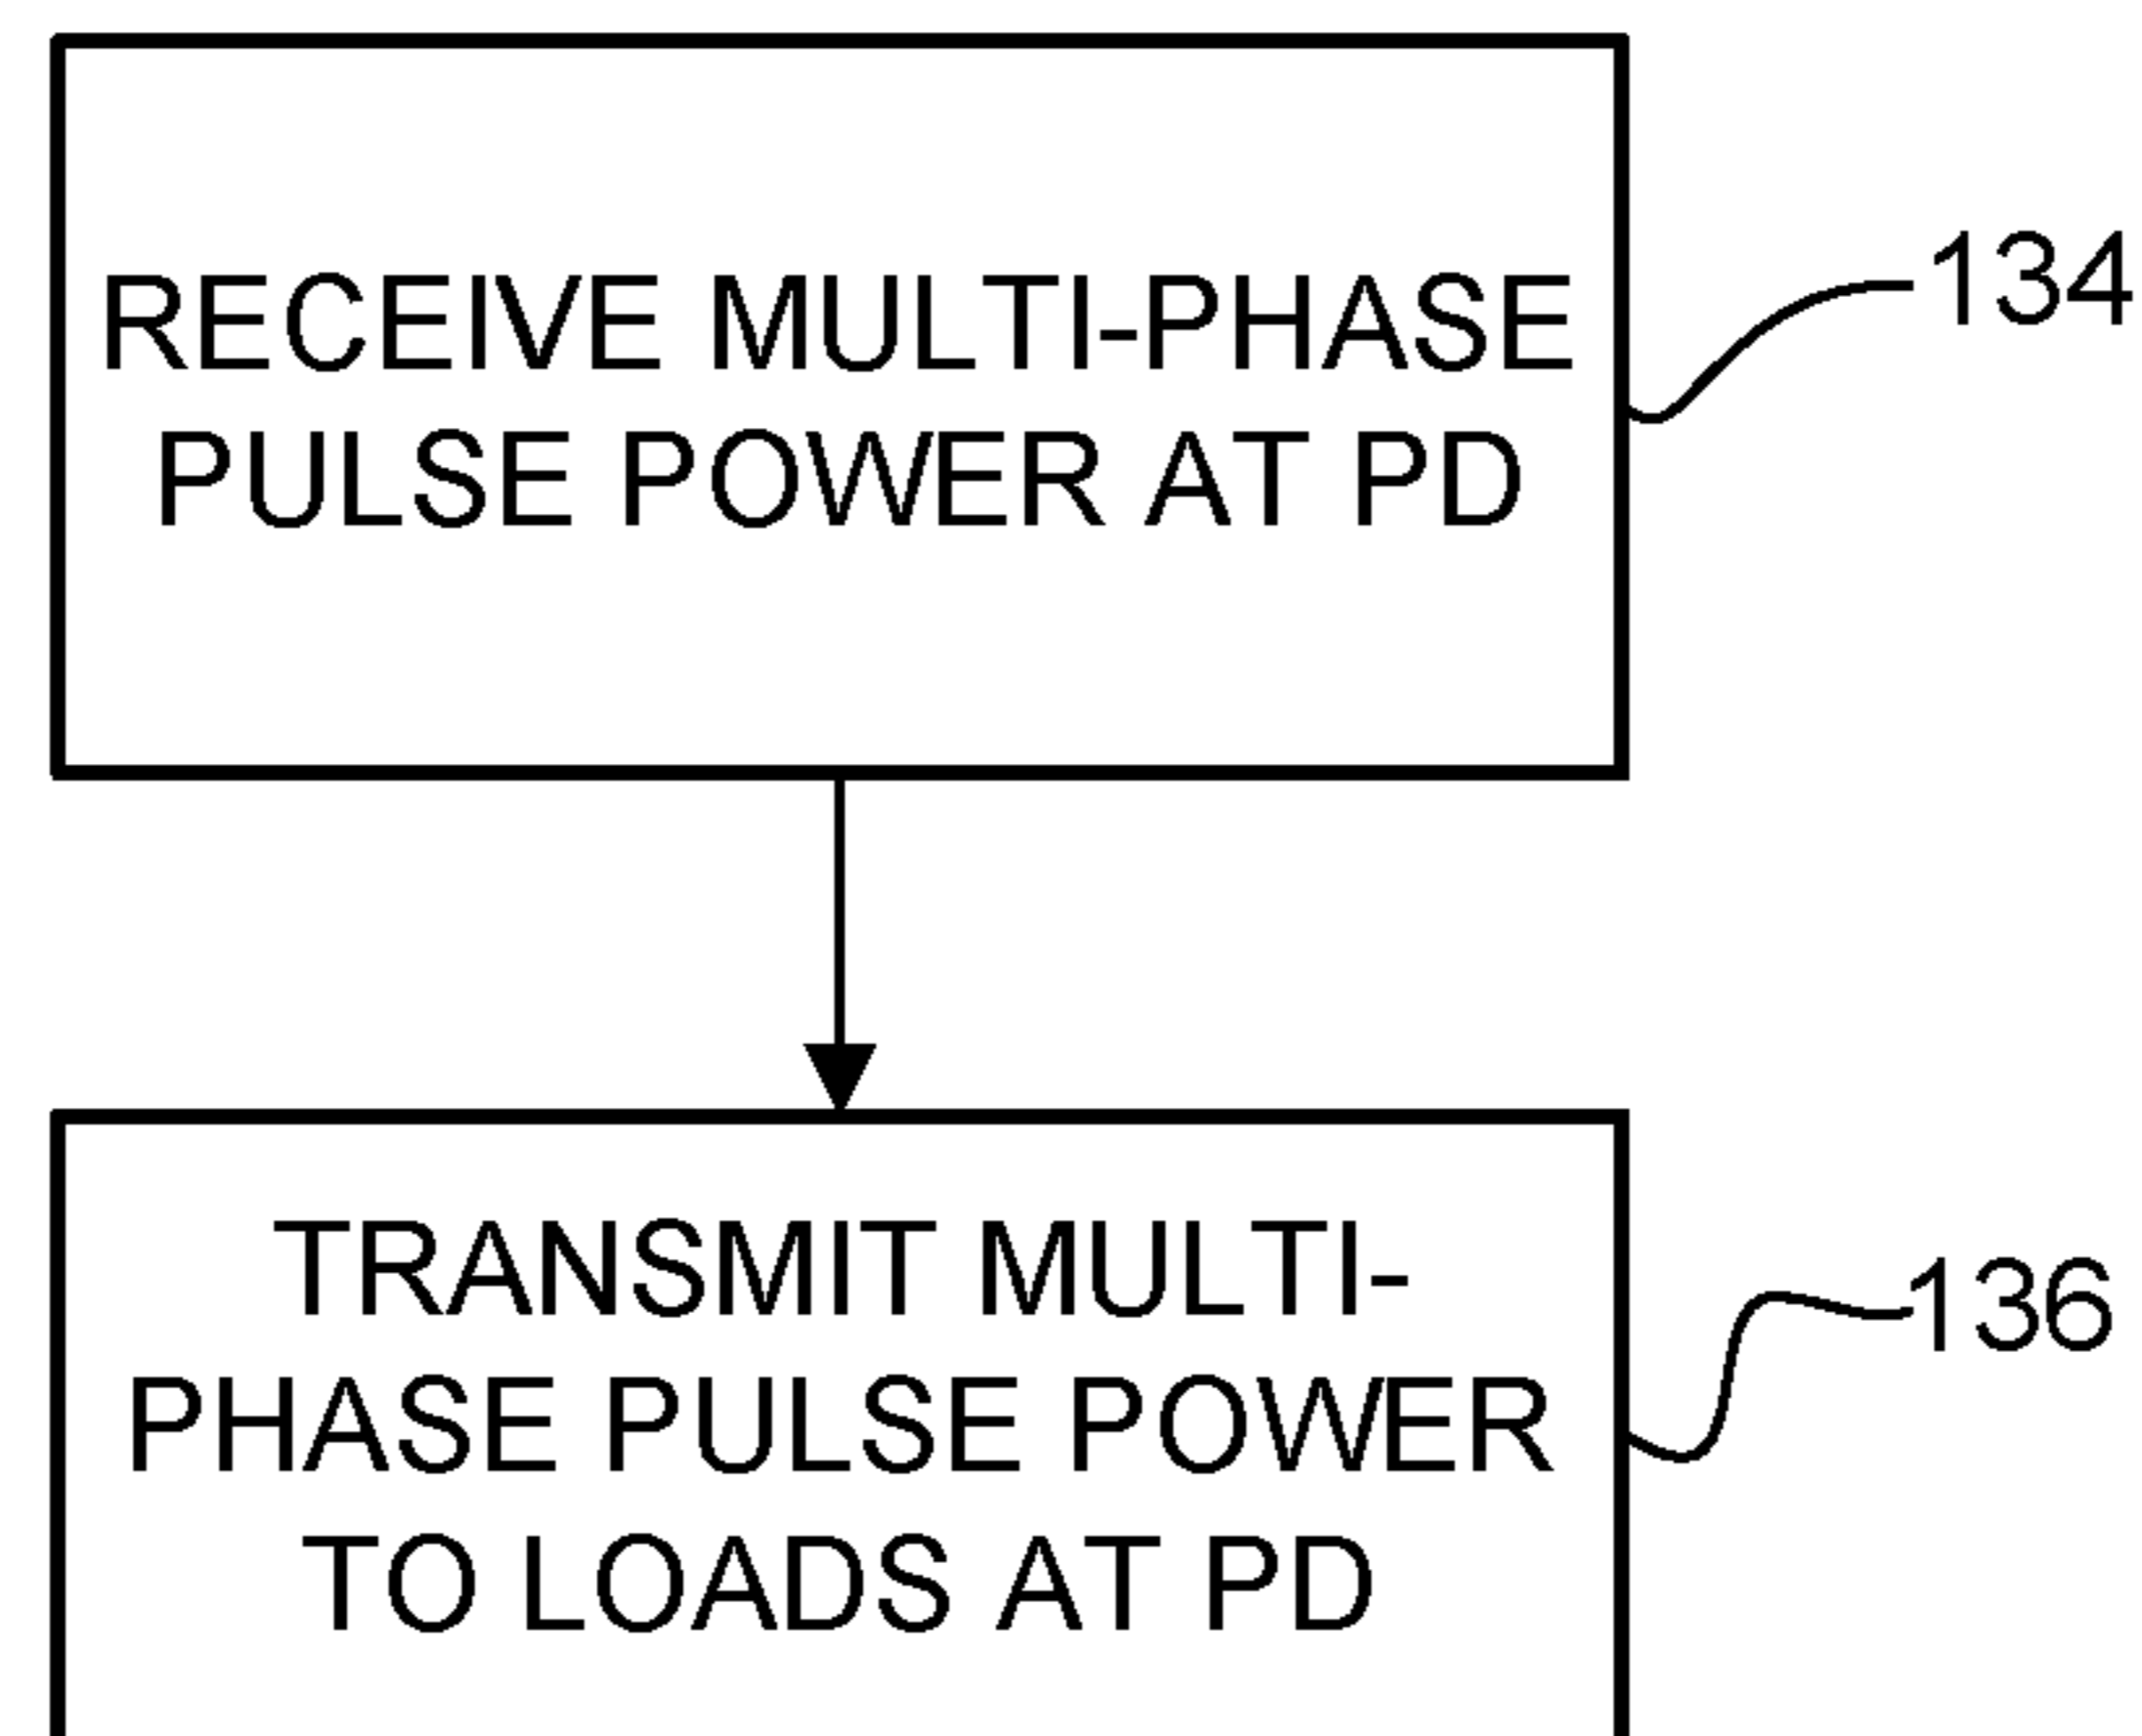 RECEIVE MULTI-PHASE
PULSE POWER AT PD
134
TRANSMIT MULTI-
PHASE PULSE POWER
TO LOADS AT PD
136